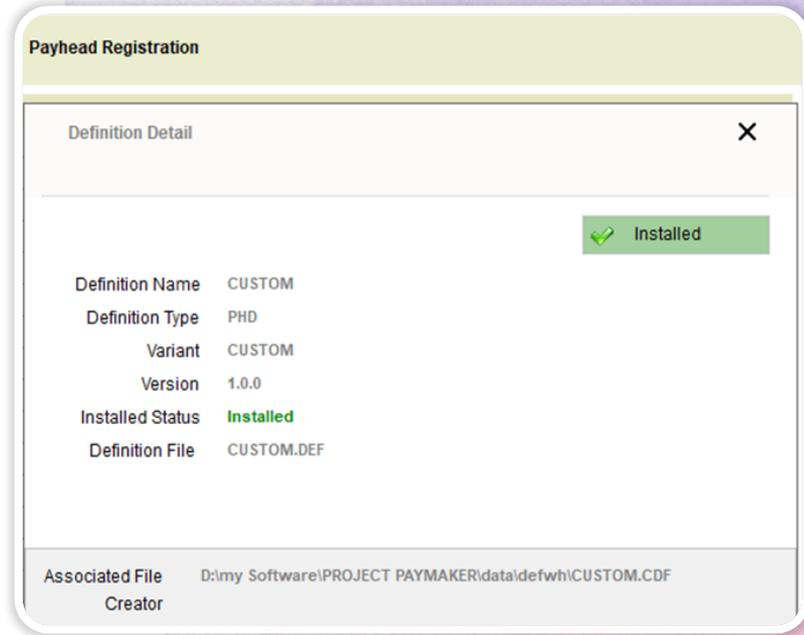 Payhead Registration
Definition Detail
Installed
Definition Name CUSTOM
Definition Type PHD
Variant CUSTOM
Version 1.0.0
Installed Status Installed
Definition File CUSTOM.DEF
Associated File D:\my Software\PROJECT PAYMAKER\data\defwh\CUSTOM.CDF
Creator